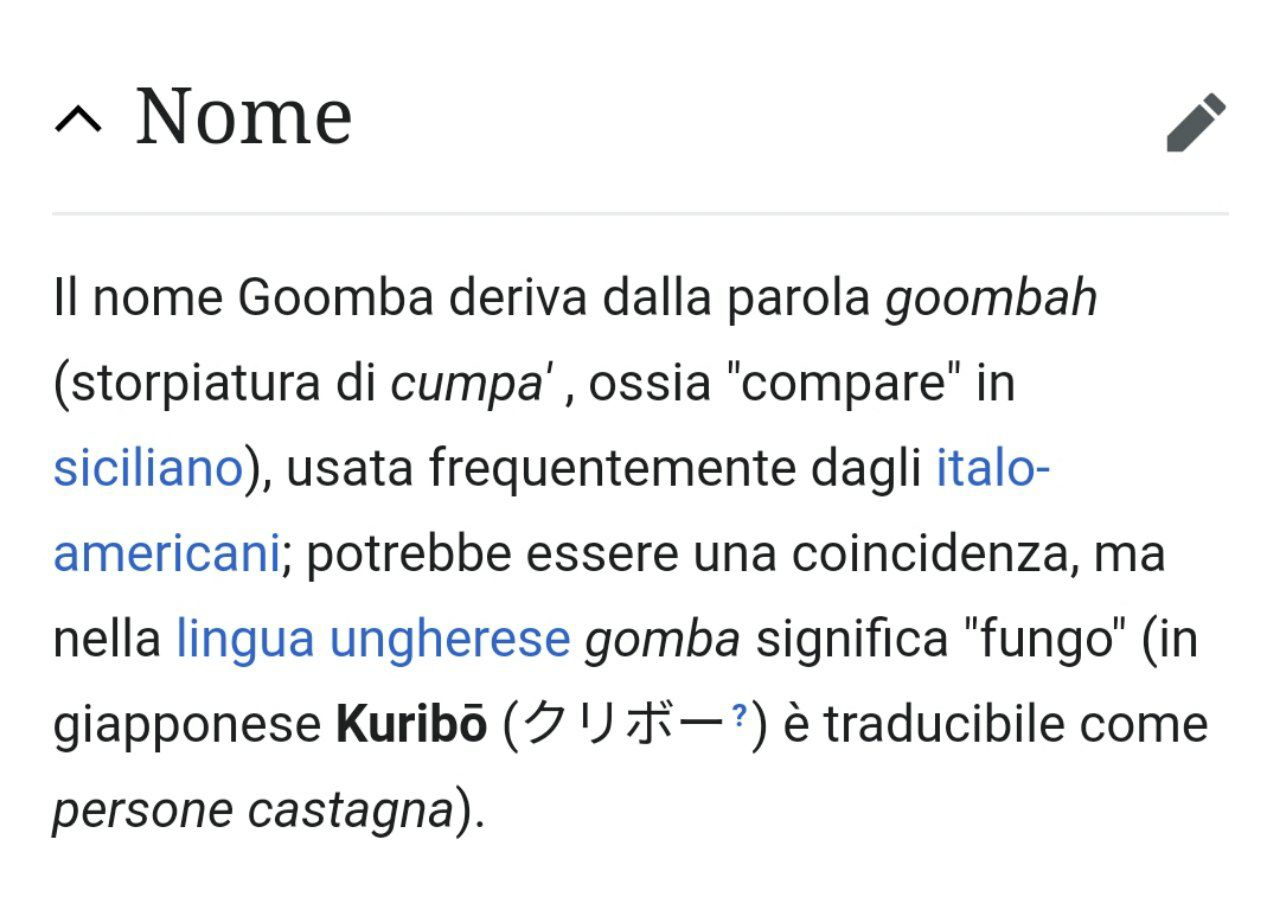 Nome
Il nome Goomba deriva dalla parola goombah
(storpiatura di cumpa' , ossia "compare" in
siciliano), usata frequentemente dagli italo-
americani; potrebbe essere una coincidenza, ma
nella lingua ungherese gomba significa "fungo" (in
giapponese Kuribō (クリボー?) è traducibile come
persone castagna).